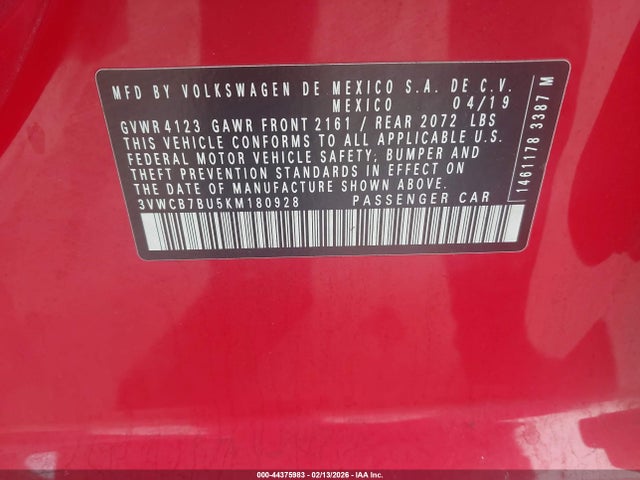 MFD BY VOLKSWAGEN DE MEXICO S.A. DE C.V.
MEXICO 04/19
GVWR 4123 GAWR FRONT 2161 / REAR 2072 LBS
THIS VEHICLE CONFORMS TO ALL APPLICABLE U.S.
FEDERAL MOTOR VEHICLE SAFETY, BUMPER AND
THEFT PREVENTION STANDARDS IN EFFECT ON
THE DATE OF MANUFACTURE SHOWN ABOVE.
3VWCB7BU5KM180928 PASSENGER CAR
1461178 3387 M
000-44375983 - 02/13/2026 - IAA Inc.